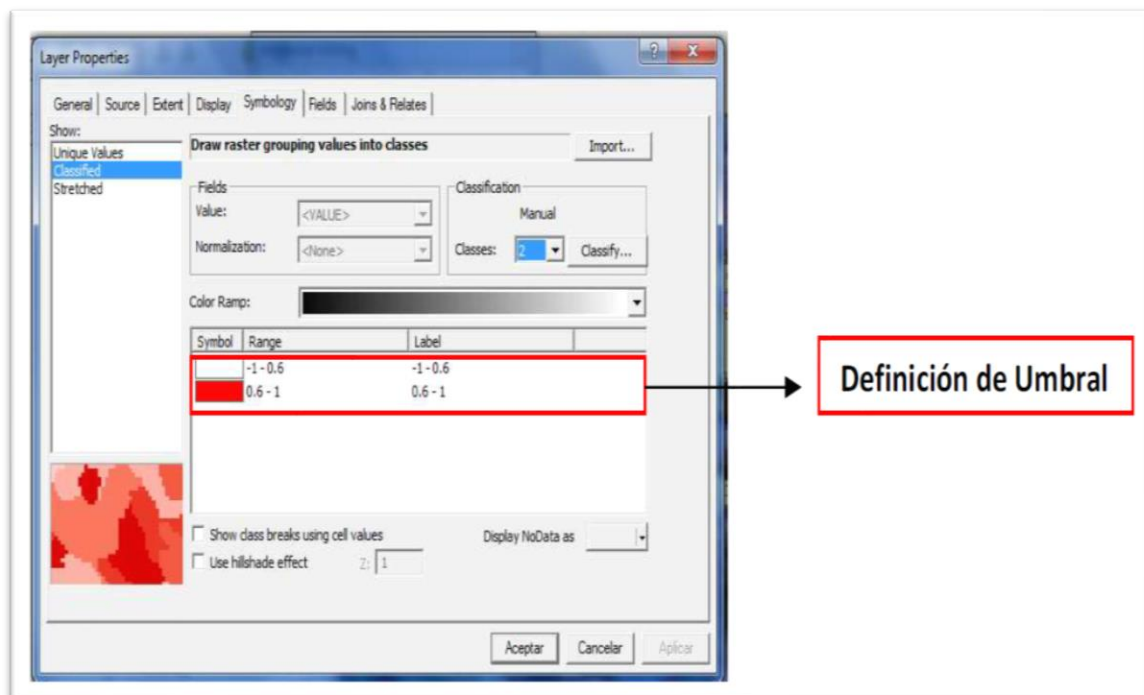 Layer Properties
General Source Extent Display Symbology Fields Joins & Relates
Show:
Unique Values
Classified
Stretched
Draw raster grouping values into classes
Import...
Fields
Value:
<VALUE>
Normalization:
<None>
Classification
Manual
Classes:
2
Classify...
Color Ramp:
Symbol Range Label
-1 - 0.6 -1 - 0.6
0.6 - 1 0.6 - 1
Show class breaks using cell values
Display NoData as
Use hillshade effect
Z: 1
Aceptar Cancelar Aplicar
Definición de Umbral